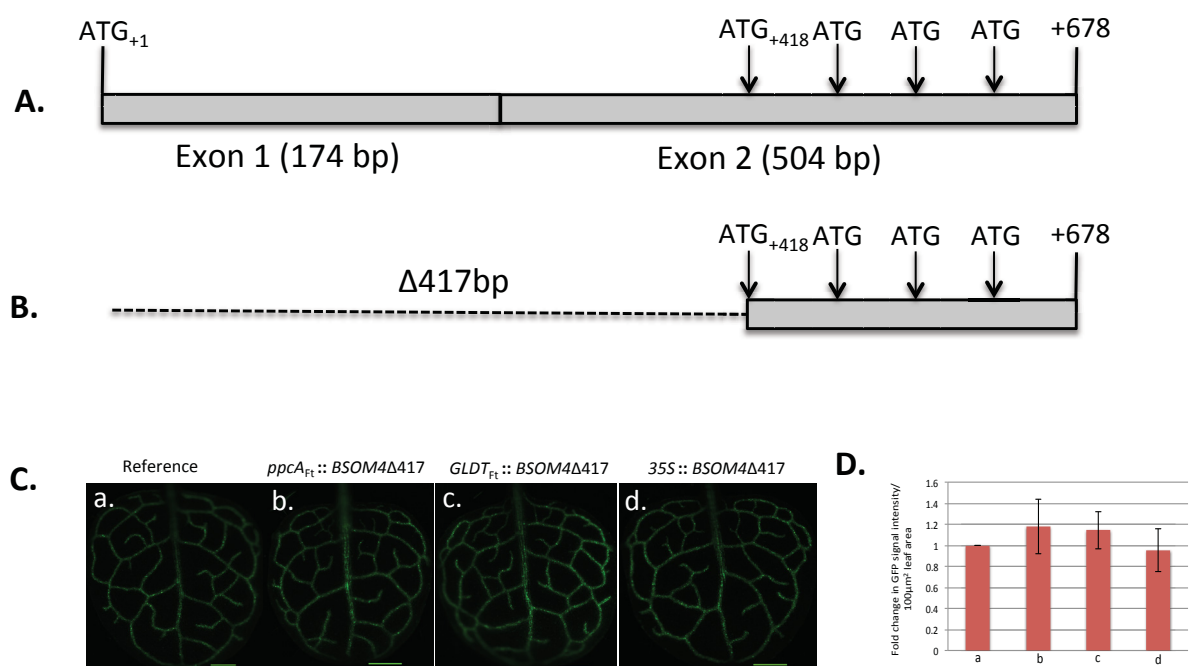 ATG+1 ATG+418 ATG ATG ATG +678
A.
Exon 1 (174 bp) Exon 2 (504 bp)
ATG+418 ATG ATG ATG +678
Δ417bp
B.
C.
Reference ppcAFt :: BSOM4Δ417 GLDTFt :: BSOM4Δ417 35S :: BSOM4Δ417
a. b. c. d.
D.
Fold change in GFP signal intensity/
100µm² leaf area
1.6
1.4
1.2
1
0.8
0.6
0.4
0.2
0
a b c d